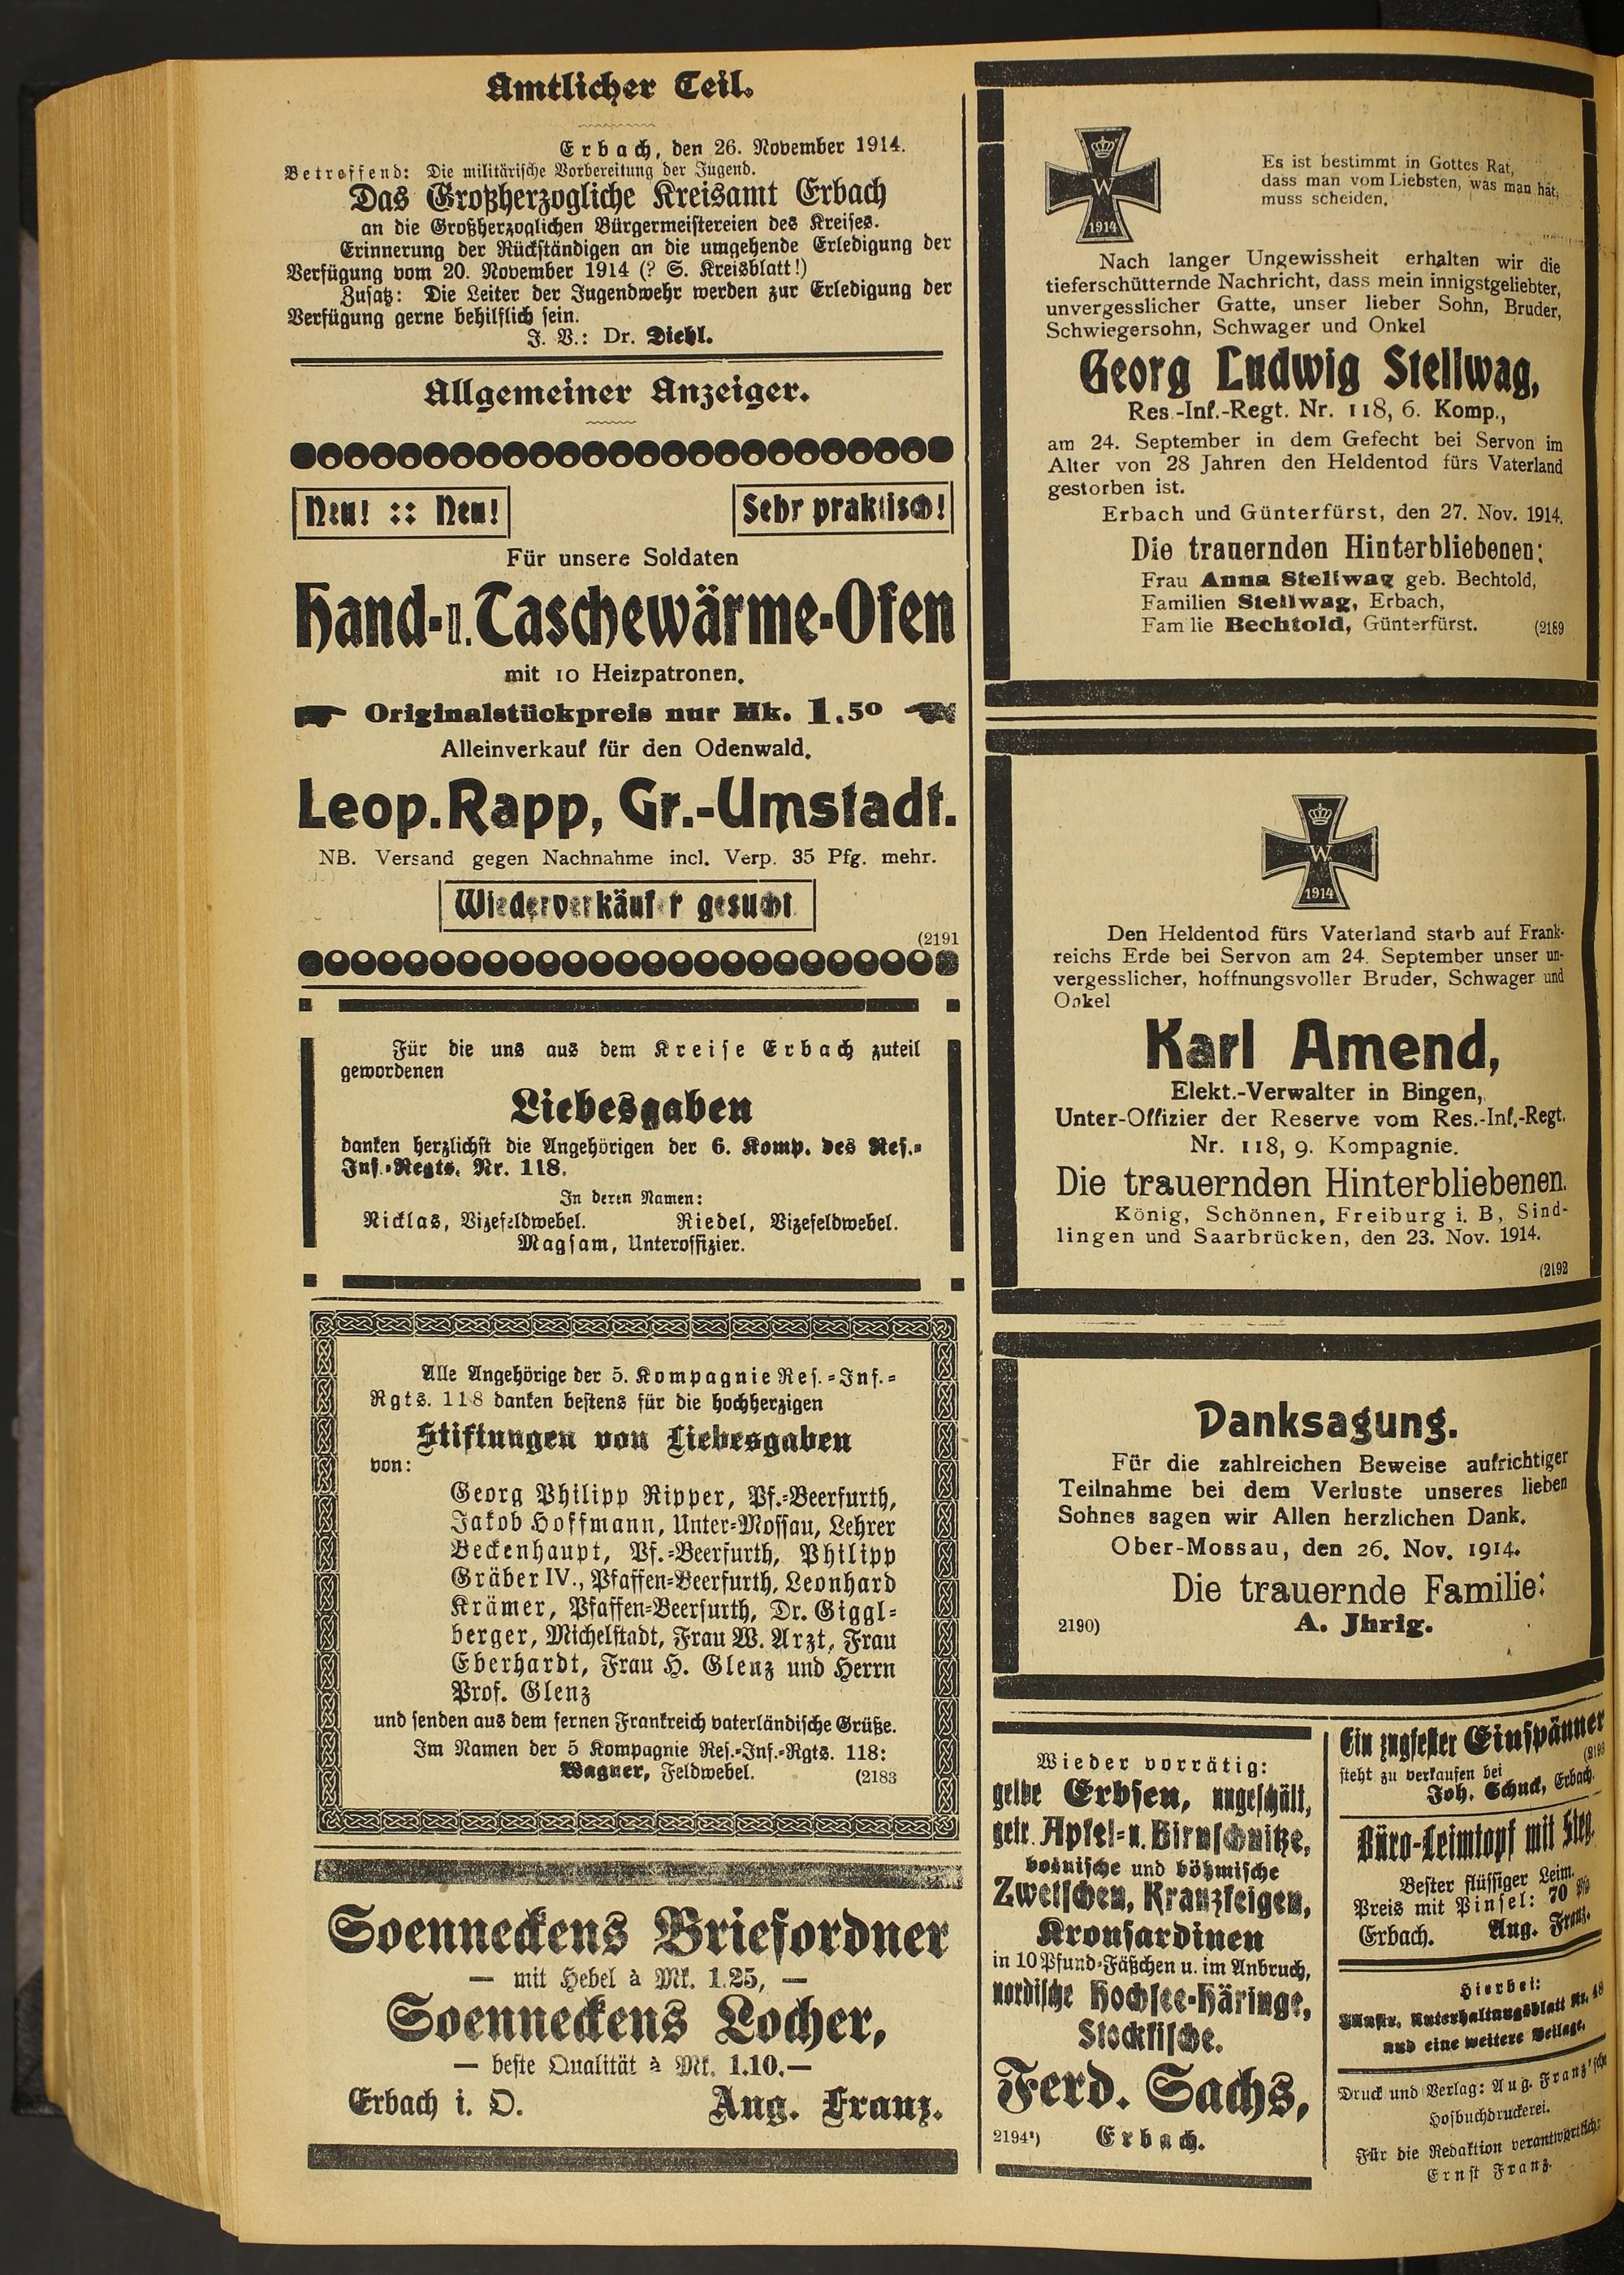 Amtlicher Teil.
Erbach, den 26. November 1914.
Betreffend: Die militärische Vorbereitung der Jugend.
Das Großherzogliche Kreisamt Erbach
an die Großherzoglichen Bürgermeistereien des Kreises.
Erinnerung der Rückständigen an die umgehende Erledigung der
Verfügung vom 20. November 1914 (? S. Kreisblatt!)
Zusatz: Die Leiter der Jugendwehr werden zur Erledigung der
Verfügung gerne behilflich sein.
J. V.: Dr. Diehl.
Allgemeiner Anzeiger.
Neu! :: Neu!
Sehr praktisch!
Für unsere Soldaten
Hand-u.Taschewärme-Ofen
mit 10 Heizpatronen.
Originalstückpreis nur Mk. 1.50
Alleinverkauf für den Odenwald.
Leop. Rapp, Gr.-Umstadt.
NB. Versand gegen Nachnahme incl. Verp. 35 Pfg. mehr.
Wiederverkäufer gesucht
(2191
Für die uns aus dem Kreise Erbach zuteil
gewordenen
Liebesgaben
danken herzlichst die Angehörigen der 6. Komp. des Res.-
Inf.-Regts. Nr. 118.
In deren Namen:
Nicklas, Vizefeldwebel. Riedel, Vizefeldwebel.
Magsam, Unteroffizier.
Alle Angehörige der 5. Kompagnie Res.-Inf.-
Rgts. 118 danken bestens für die hochherzigen
Stiftungen von Liebesgaben
von:
Georg Philipp Ripper, Pf.-Beerfurth,
Jakob Hoffmann, Unter-Mossau, Lehrer
Beckenhaupt, Pf.-Beerfurth, Philipp
Gräber IV., Pfaffen-Beerfurth, Leonhard
Krämer, Pfaffen-Beerfurth, Dr. Giggl-
berger, Michelstadt, Frau W. Arzt, Frau
Eberhardt, Frau H. Glenz und Herrn
Prof. Glenz
und senden aus dem fernen Frankreich vaterländische Grüße.
Im Namen der 5 Kompagnie Res.-Inf.-Rgts. 118:
Wagner, Feldwebel. (2183
Soenneckens Briefordner
— mit Hebel à Mk. 1.25, —
Soenneckens Locher,
— beste Qualität à Mk. 1.10.—
Erbach i. O. Aug. Franz.
W
1914
Es ist bestimmt in Gottes Rat,
dass man vom Liebsten, was man hat,
muss scheiden.
Nach langer Ungewissheit erhalten wir die
tieferschütternde Nachricht, dass mein innigstgeliebter,
unvergesslicher Gatte, unser lieber Sohn, Bruder,
Schwiegersohn, Schwager und Onkel
Georg Ludwig Stellwag,
Res.-Inf.-Regt. Nr. 118, 6. Komp.,
am 24. September in dem Gefecht bei Servon im
Alter von 28 Jahren den Heldentod fürs Vaterland
gestorben ist.
Erbach und Günterfürst, den 27. Nov. 1914.
Die trauernden Hinterbliebenen:
Frau Anna Stellwag geb. Bechtold,
Familien Stellwag, Erbach,
Fam lie Bechtold, Günterfürst. (2189
W
1914
Den Heldentod fürs Vaterland starb auf Frank-
reichs Erde bei Servon am 24. September unser un-
vergesslicher, hoffnungsvoller Bruder, Schwager und
Onkel
Karl Amend,
Elekt.-Verwalter in Bingen,
Unter-Offizier der Reserve vom Res.-Inf.-Regt.
Nr. 118, 9. Kompagnie.
Die trauernden Hinterbliebenen.
König, Schönnen, Freiburg i. B, Sind-
lingen und Saarbrücken, den 23. Nov. 1914.
(2192
Danksagung.
Für die zahlreichen Beweise aufrichtiger
Teilnahme bei dem Verluste unseres lieben
Sohnes sagen wir Allen herzlichen Dank.
Ober-Mossau, den 26. Nov. 1914.
Die trauernde Familie:
2190) A. Jhrig.
Wieder vorrätig:
gelbe Erbsen, ungeschält,
getr. Apfel- u. Birnschnitze,
bosnische und böhmische
Zwetschen, Kranzfeigen,
Kronsardinen
in 10 Pfund-Fäßchen u. im Anbruch,
nordische Hochsee-Häringe,
Stockfische.
Ferd. Sachs,
2194¹) Erbach.
Ein zugfester Einspänner
steht zu verkaufen bei
Joh. Schuck, Erbach.
Büro-Leimtopf mit Steg.
Bester flüssiger Leim.
Preis mit Pinsel: 70 Pfg
Erbach. Aug. Franz.
Hierbei:
Illustr. Unterhaltungsblatt Nr. 48
und eine weitere Beilage.
Druck und Verlag: Aug. Franz'sche
Hofbuchdruckerei.
Für die Redaktion verantwortlich:
Ernst Franz.